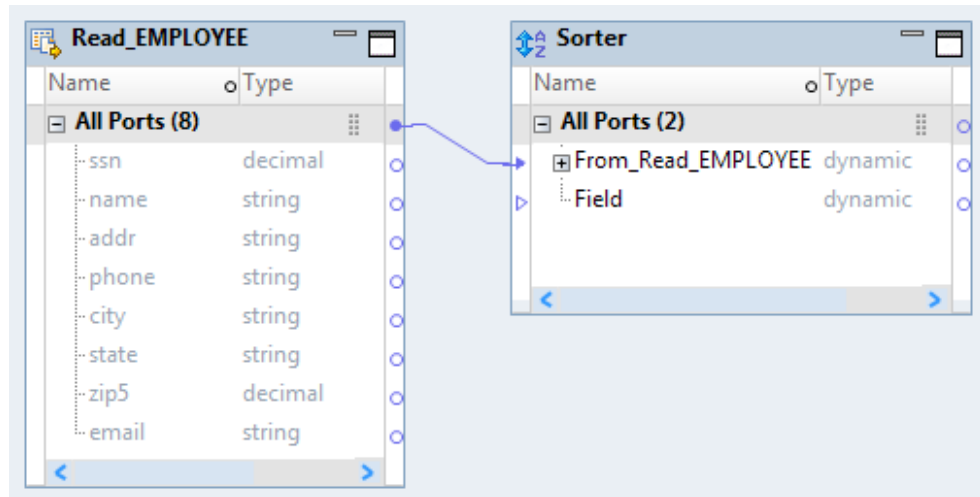 Read_EMPLOYEE
Name Type
All Ports (8)
ssn decimal
name string
addr string
phone string
city string
state string
zip5 decimal
email string
Sorter
Name Type
All Ports (2)
From_Read_EMPLOYEE dynamic
Field dynamic